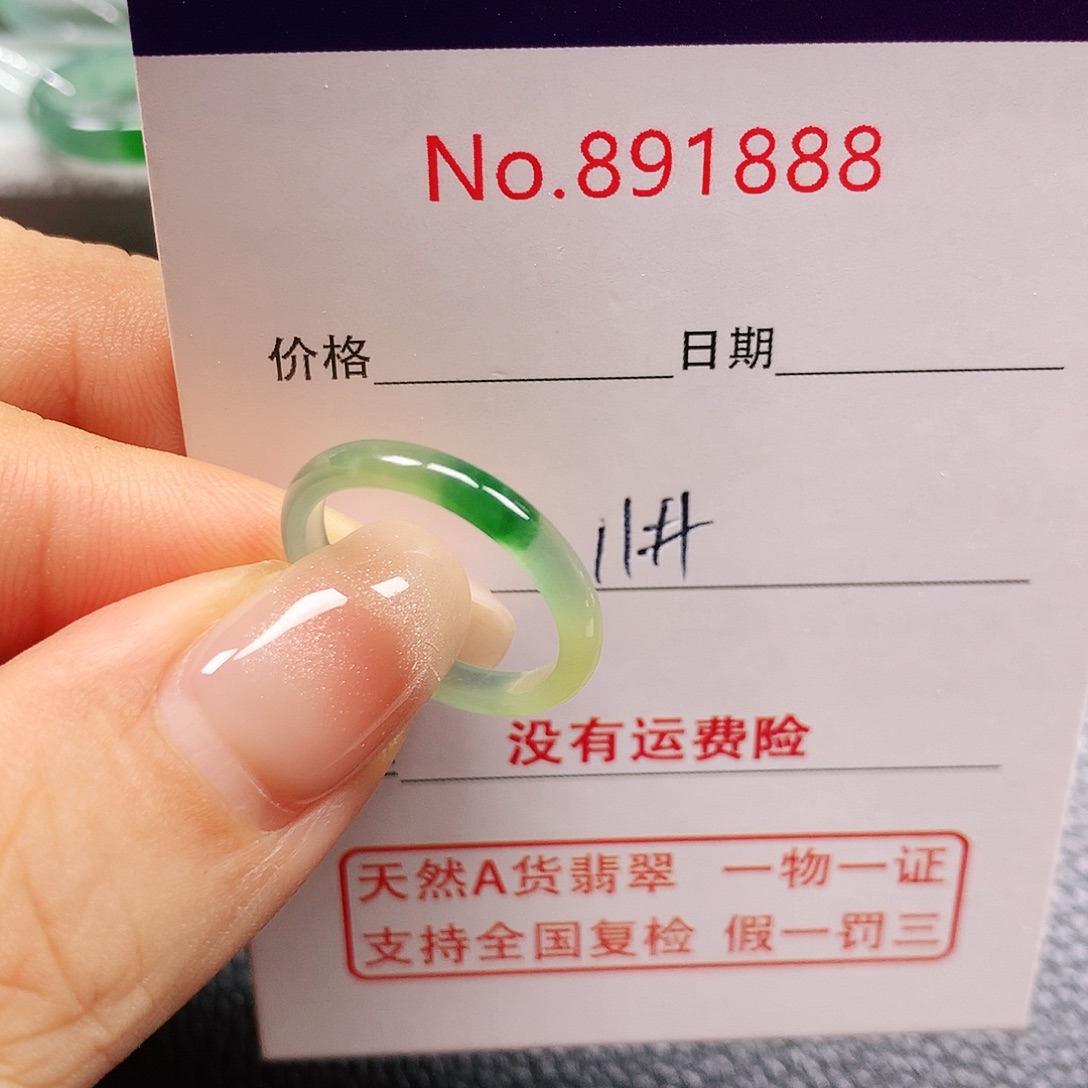 No.891888
价格 日期
11#
没有运费险
天然A货翡翠 一物一证
支持全国复检 假一罚三